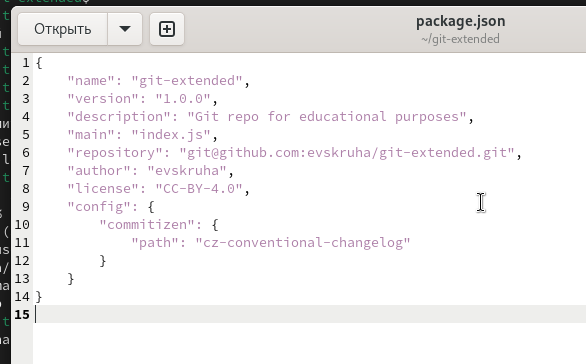 extended$
Открыть
package.json
~/git-extended
1 {
2     "name": "git-extended",
3     "version": "1.0.0",
4     "description": "Git repo for educational purposes",
5     "main": "index.js",
6     "repository": "git@github.com:evskruha/git-extended.git",
7     "author": "evskruha",
8     "license": "CC-BY-4.0",
9     "config": {
10         "commitizen": {
11             "path": "cz-conventional-changelog"
12         }
13     }
14 }
15